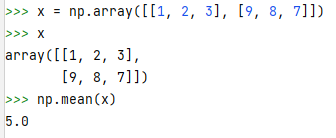 >>> x = np.array([[1, 2, 3], [9, 8, 7]])
>>> x
array([[1, 2, 3],
       [9, 8, 7]])
>>> np.mean(x)
5.0